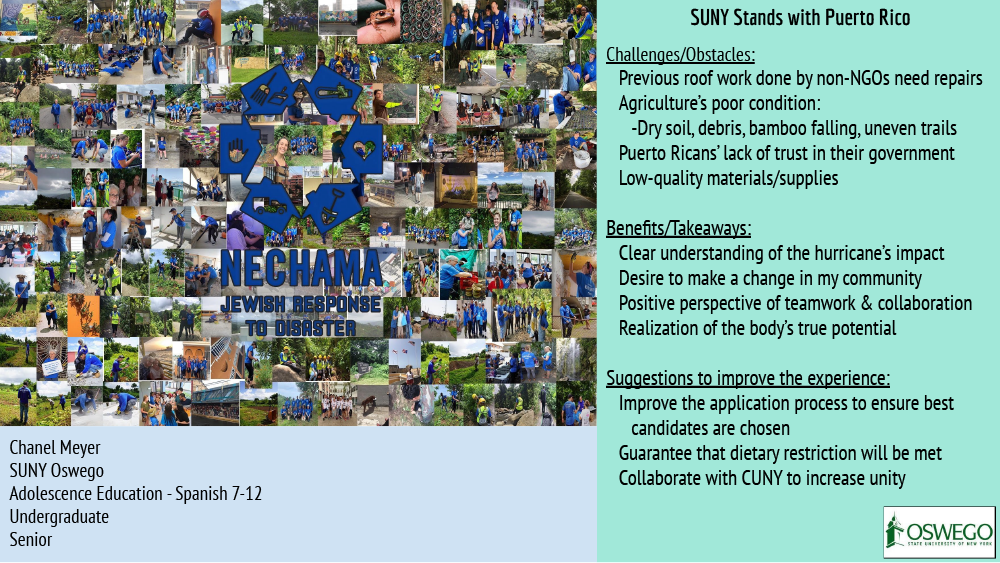 SUNY Stands with Puerto Rico
Challenges/Obstacles:
Previous roof work done by non-NGOs need repairs
Agriculture's poor condition:
-Dry soil, debris, bamboo falling, uneven trails
Puerto Ricans' lack of trust in their government
Low-quality materials/supplies
Benefits/Takeaways:
Clear understanding of the hurricane's impact
Desire to make a change in my community
Positive perspective of teamwork & collaboration
Realization of the body's true potential
Suggestions to improve the experience:
Improve the application process to ensure best
candidates are chosen
Guarantee that dietary restriction will be met
Collaborate with CUNY to increase unity
NECHAMA
JEWISH RESPONSE
TO DISASTER
Chanel Meyer
SUNY Oswego
Adolescence Education - Spanish 7-12
Undergraduate
Senior
OSWEGO
STATE UNIVERSITY OF NEW YORK